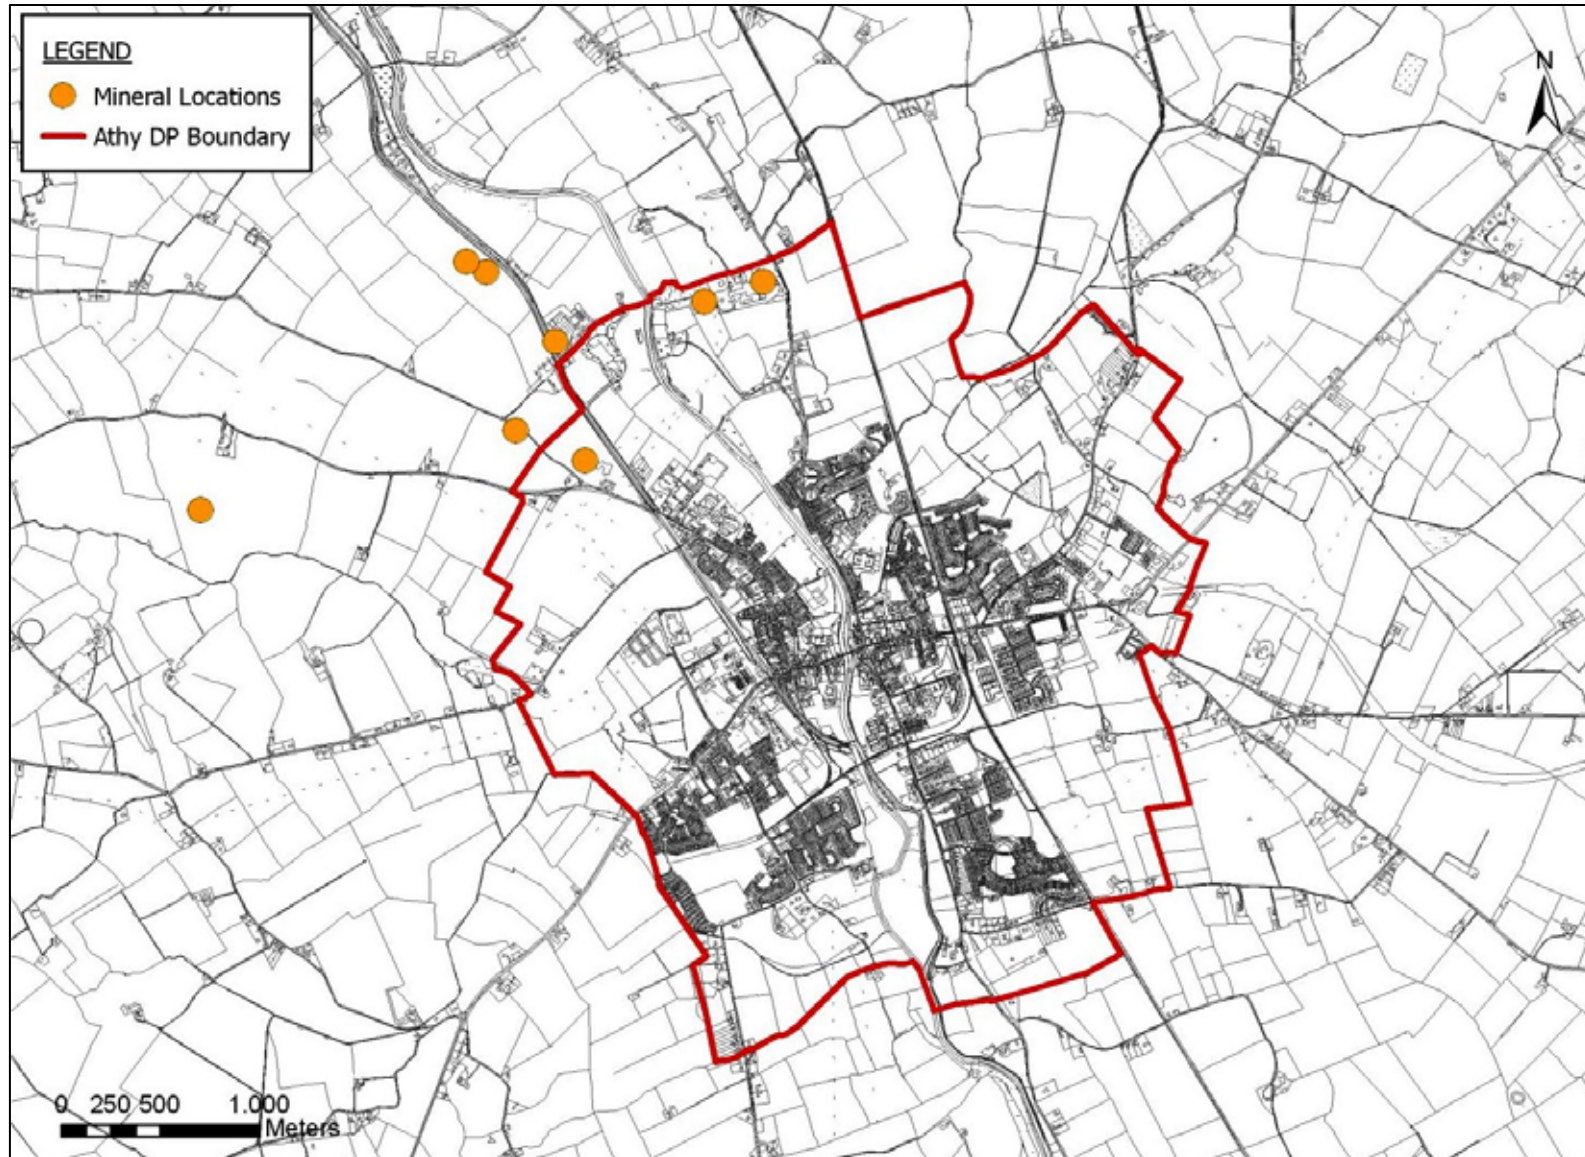 LEGEND
Mineral Locations
Athy DP Boundary
N
0 250 500 1.000
Meters